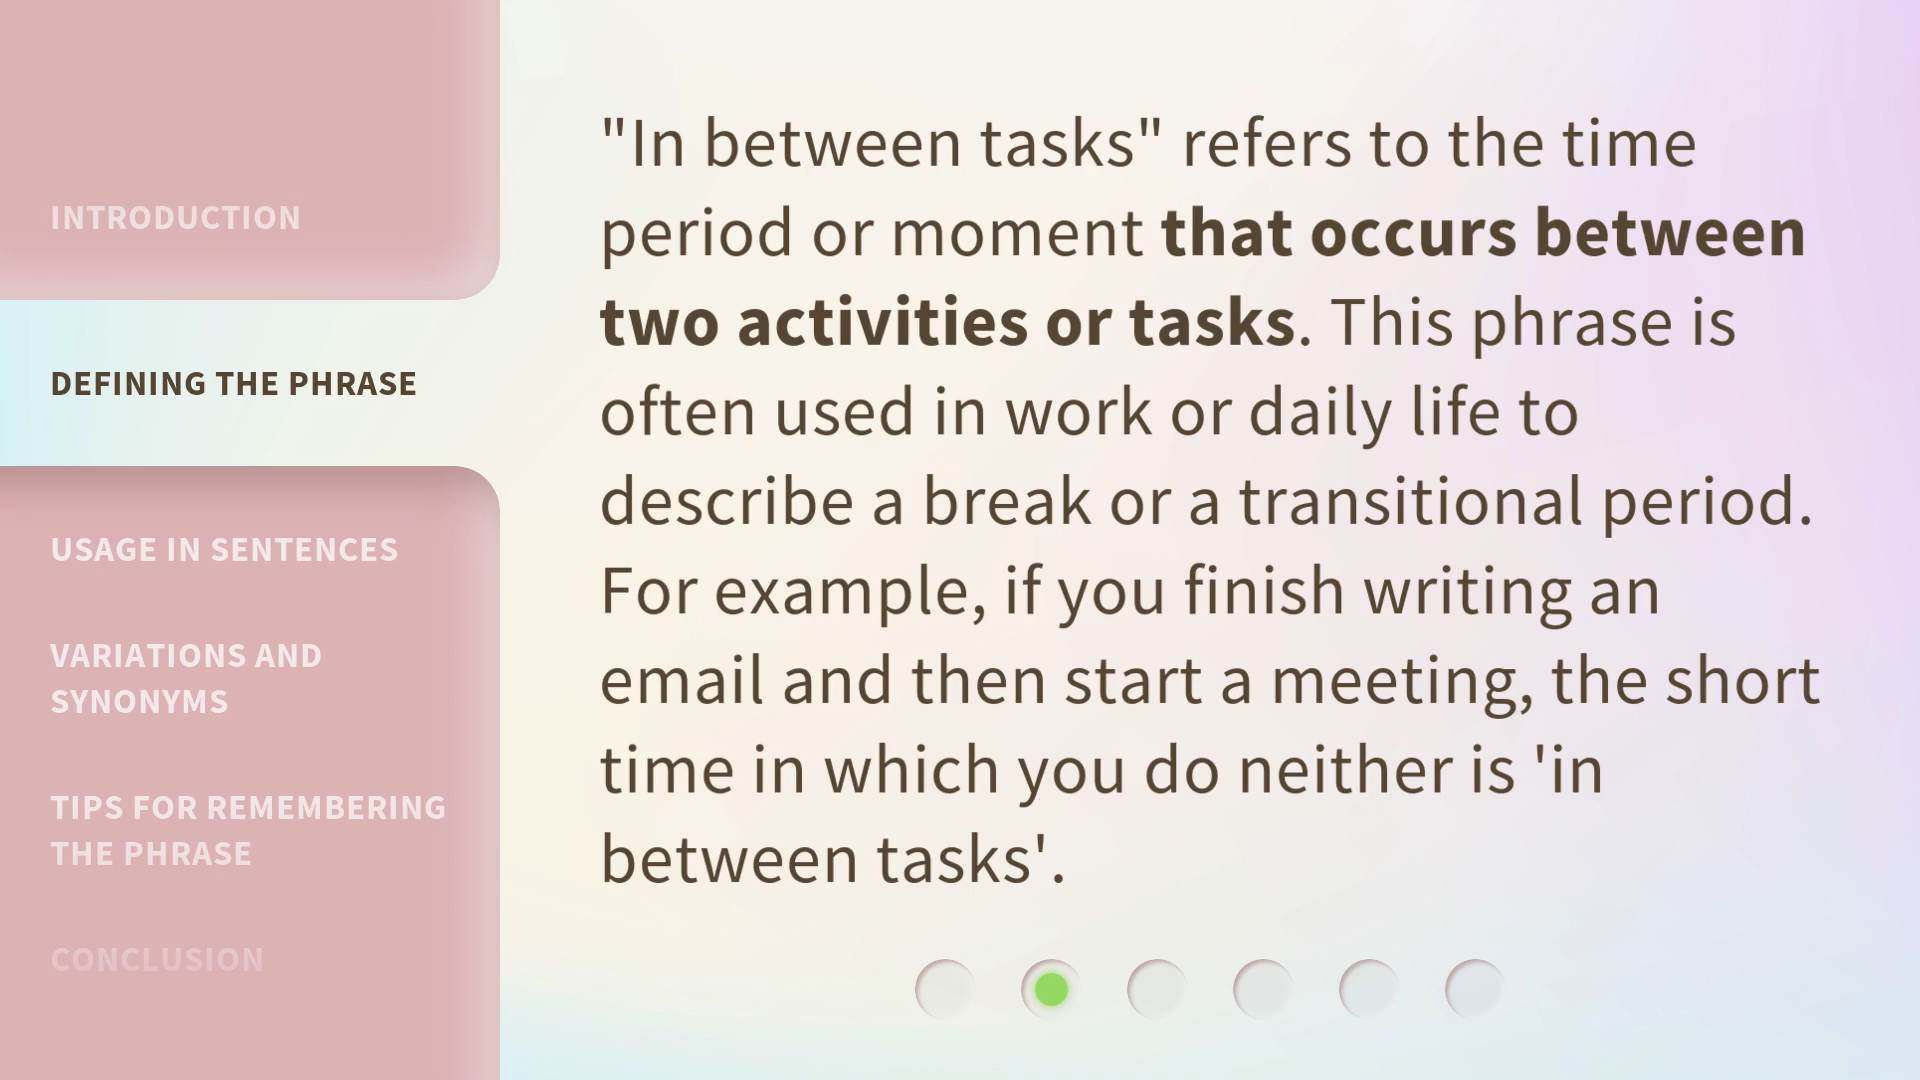 INTRODUCTION
DEFINING THE PHRASE
USAGE IN SENTENCES
VARIATIONS AND
SYNONYMS
TIPS FOR REMEMBERING
THE PHRASE
CONCLUSION
"In between tasks" refers to the time
period or moment that occurs between
two activities or tasks. This phrase is
often used in work or daily life to
describe a break or a transitional period.
For example, if you finish writing an
email and then start a meeting, the short
time in which you do neither is 'in
between tasks'.